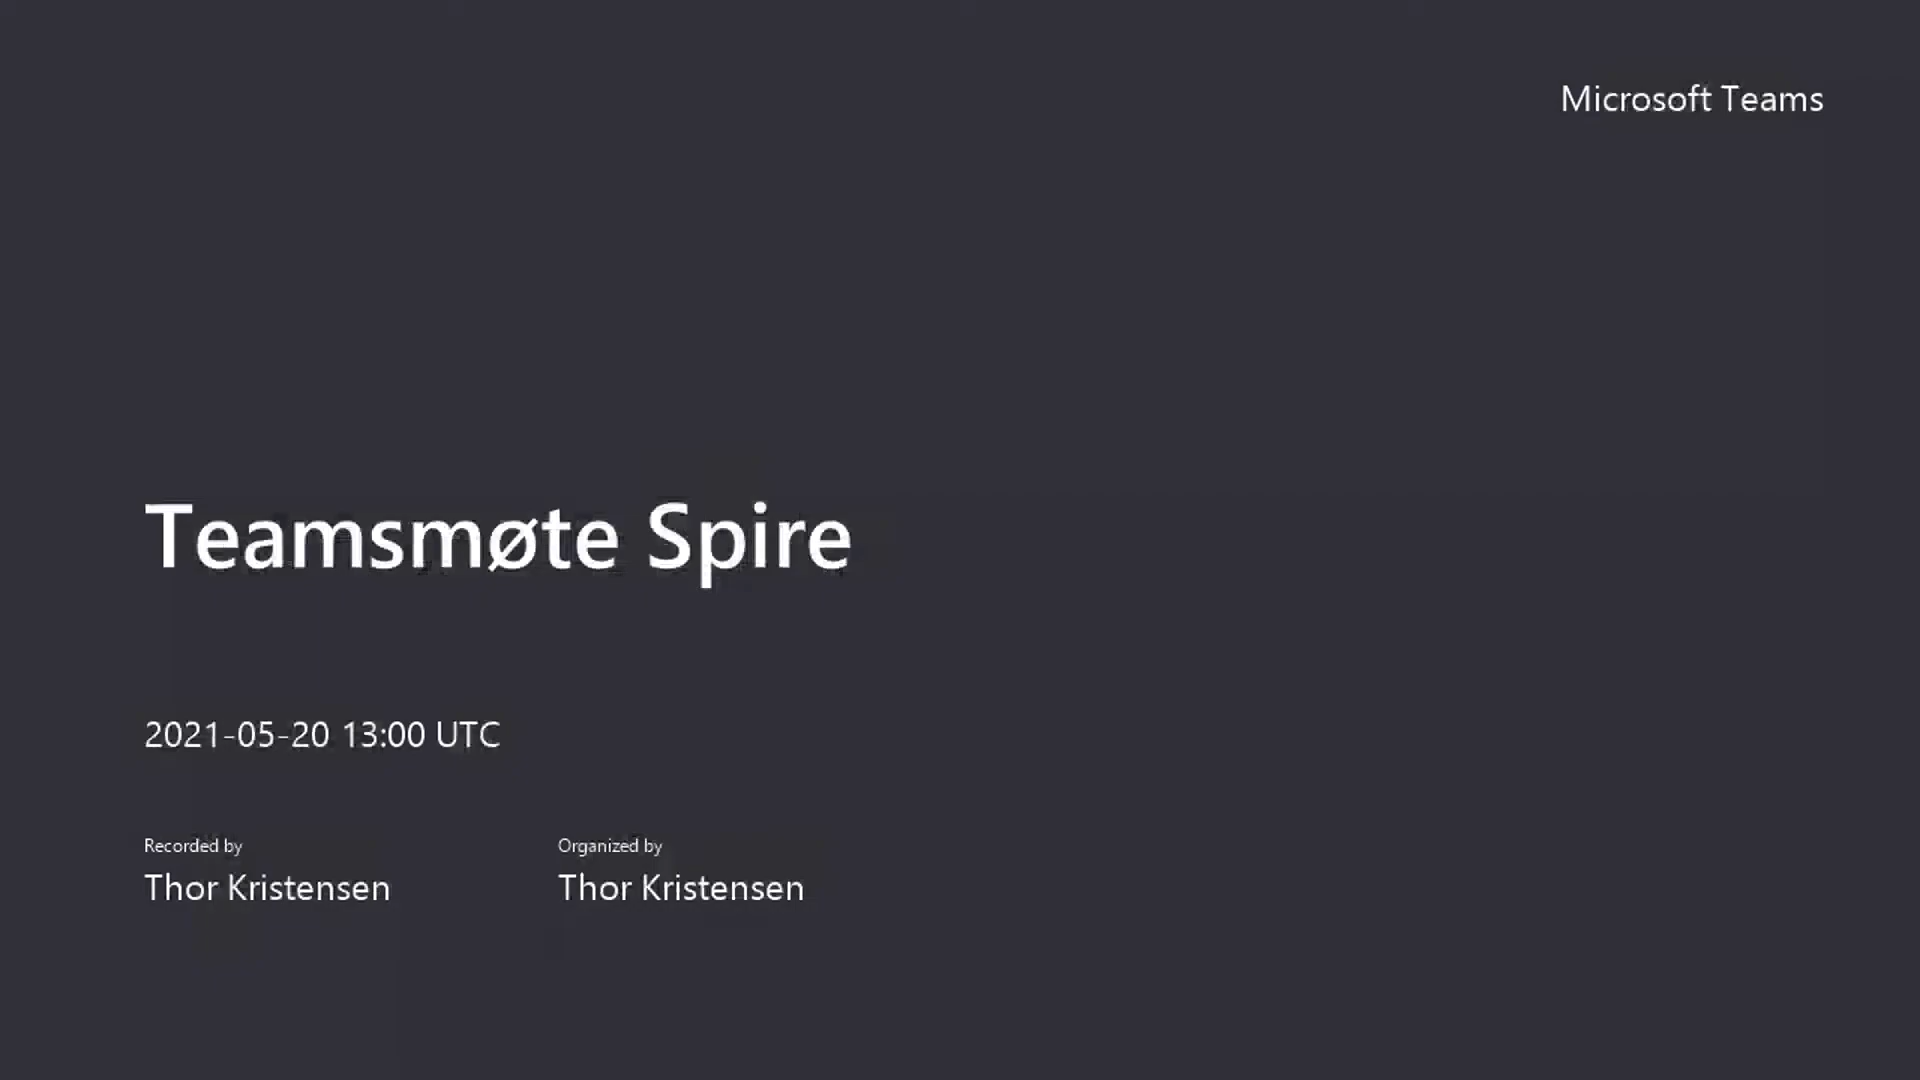 Microsoft Teams
Teamsmøte Spire
2021-05-20 13:00 UTC
Recorded by
Thor Kristensen
Organized by
Thor Kristensen